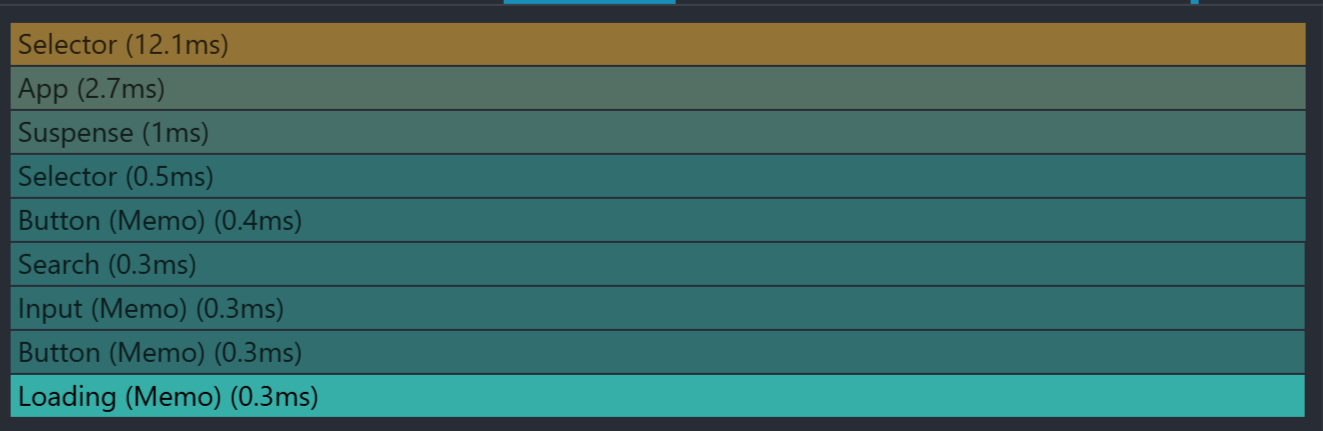 Selector (12.1ms)
App (2.7ms)
Suspense (1ms)
Selector (0.5ms)
Button (Memo) (0.4ms)
Search (0.3ms)
Input (Memo) (0.3ms)
Button (Memo) (0.3ms)
Loading (Memo) (0.3ms)